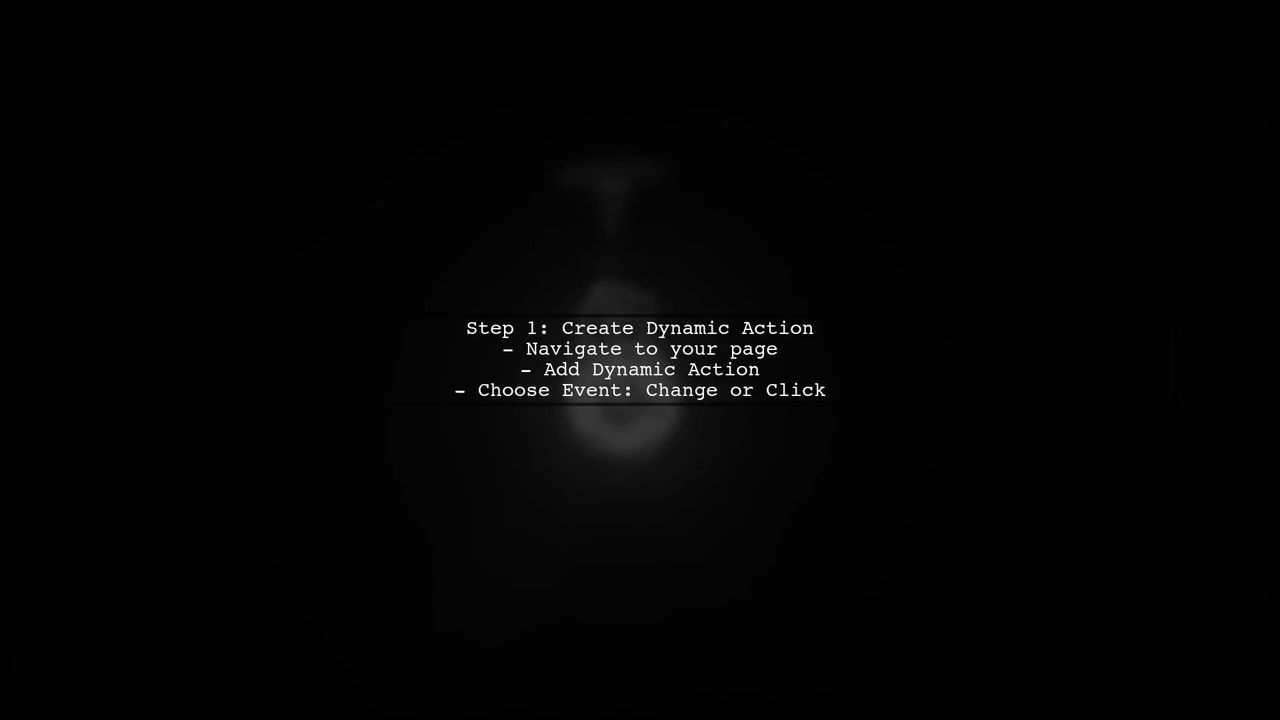 Step 1: Create Dynamic Action
- Navigate to your page
- Add Dynamic Action
- Choose Event: Change or Click